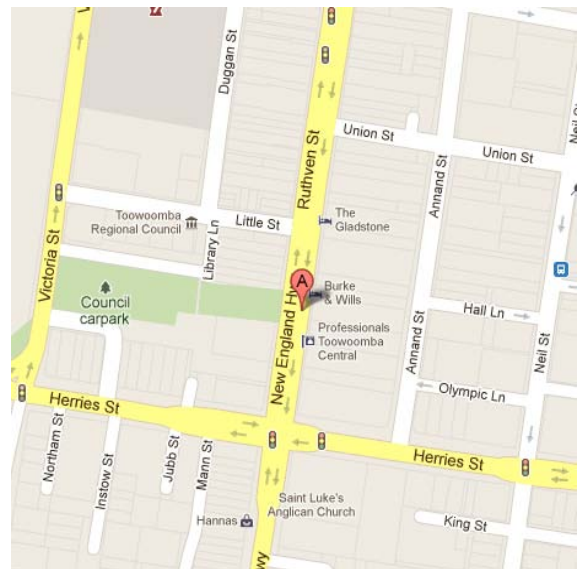 V
Duggan St
Ruthven St
Neil
Union St
Union St
Annand St
The
Gladstone
Toowoomba
Regional Council
Little St
Library Ln
Victoria St
A
Burke
& Wills
Council
carpark
New England H
Hall Ln
Professionals
Toowoomba
Central
Annand St
Neil St
Olympic Ln
Herries St
Herries St
Northam St
Instow St
Jubb St
Mann St
Saint Luke's
Anglican Church
Hannas
King St
wy